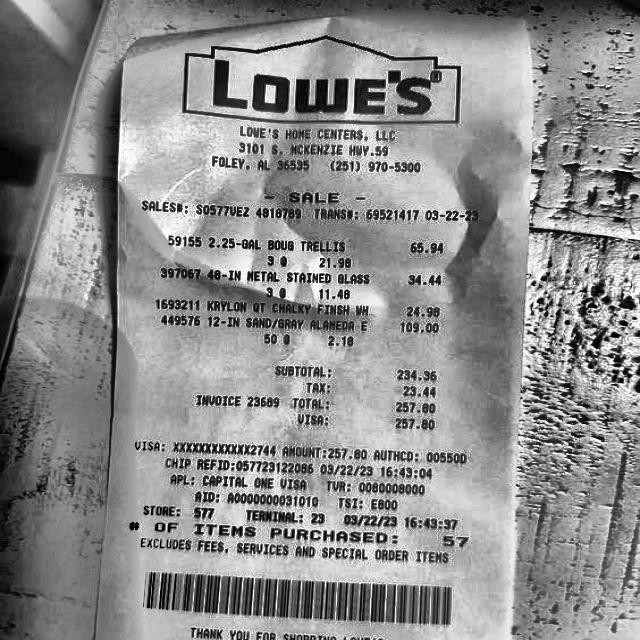 LOWE'S®
LOWE'S HOME CENTERS, LLC
3101 S. MCKENZIE HWY.59
FOLEY, AL 36535 (251) 970-5300
- SALE -
SALES#: S0577VEZ 4818789 TRANS#: 69521417 03-22-23
59155 2.25-GAL BOUG TRELLIS 65.94
3 @ 21.98
397067 48-IN METAL STAINED GLASS 34.44
3 @ 11.48
1693211 KRYLON QT CHALKY FINSH WH 24.98
449576 12-IN SAND/GRAY ALAMEDA E 109.00
50 @ 2.18
SUBTOTAL: 234.36
TAX: 23.44
INVOICE 23689 TOTAL: 257.80
VISA: 257.80
VISA: XXXXXXXXXXXX2744 AMOUNT:257.80 AUTHCD: 00550D
CHIP REFID:057723122086 03/22/23 16:43:04
APL: CAPITAL ONE VISA TVR: 0080008000
AID: A0000000031010 TSI: E800
STORE: 577 TERMINAL: 23 03/22/23 16:43:37
# OF ITEMS PURCHASED: 57
EXCLUDES FEES, SERVICES AND SPECIAL ORDER ITEMS
THANK YOU FOR SHOPPING LOWE'S